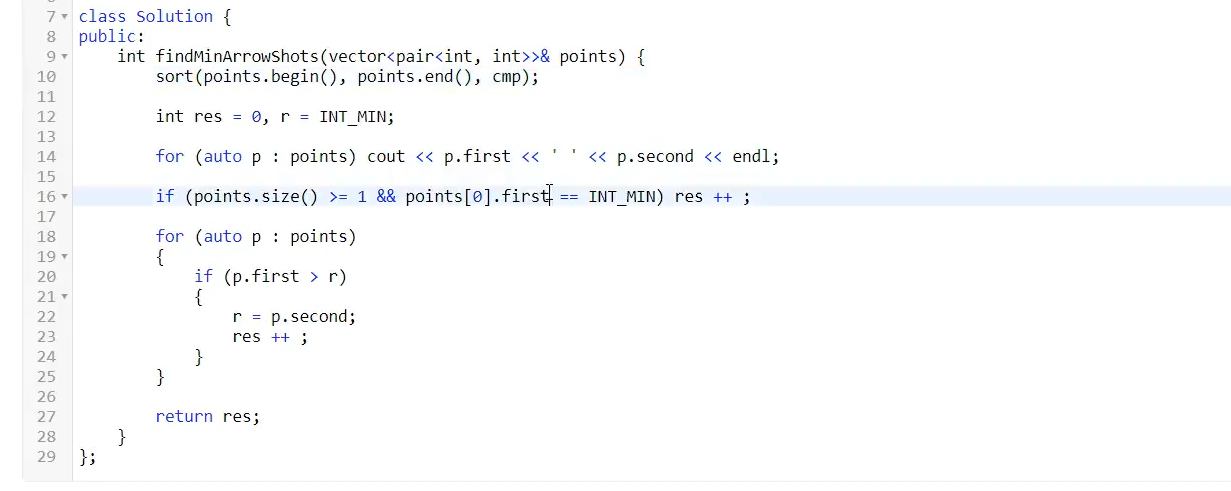 7 class Solution {
8 public:
9 int findMinArrowShots(vector<pair<int, int>>& points) {
10 sort(points.begin(), points.end(), cmp);
11
12 int res = 0, r = INT_MIN;
13
14 for (auto p : points) cout << p.first << ' ' << p.second << endl;
15
16 if (points.size() >= 1 && points[0].first == INT_MIN) res ++ ;
17
18 for (auto p : points)
19 {
20 if (p.first > r)
21 {
22 r = p.second;
23 res ++ ;
24 }
25 }
26
27 return res;
28 }
29 };